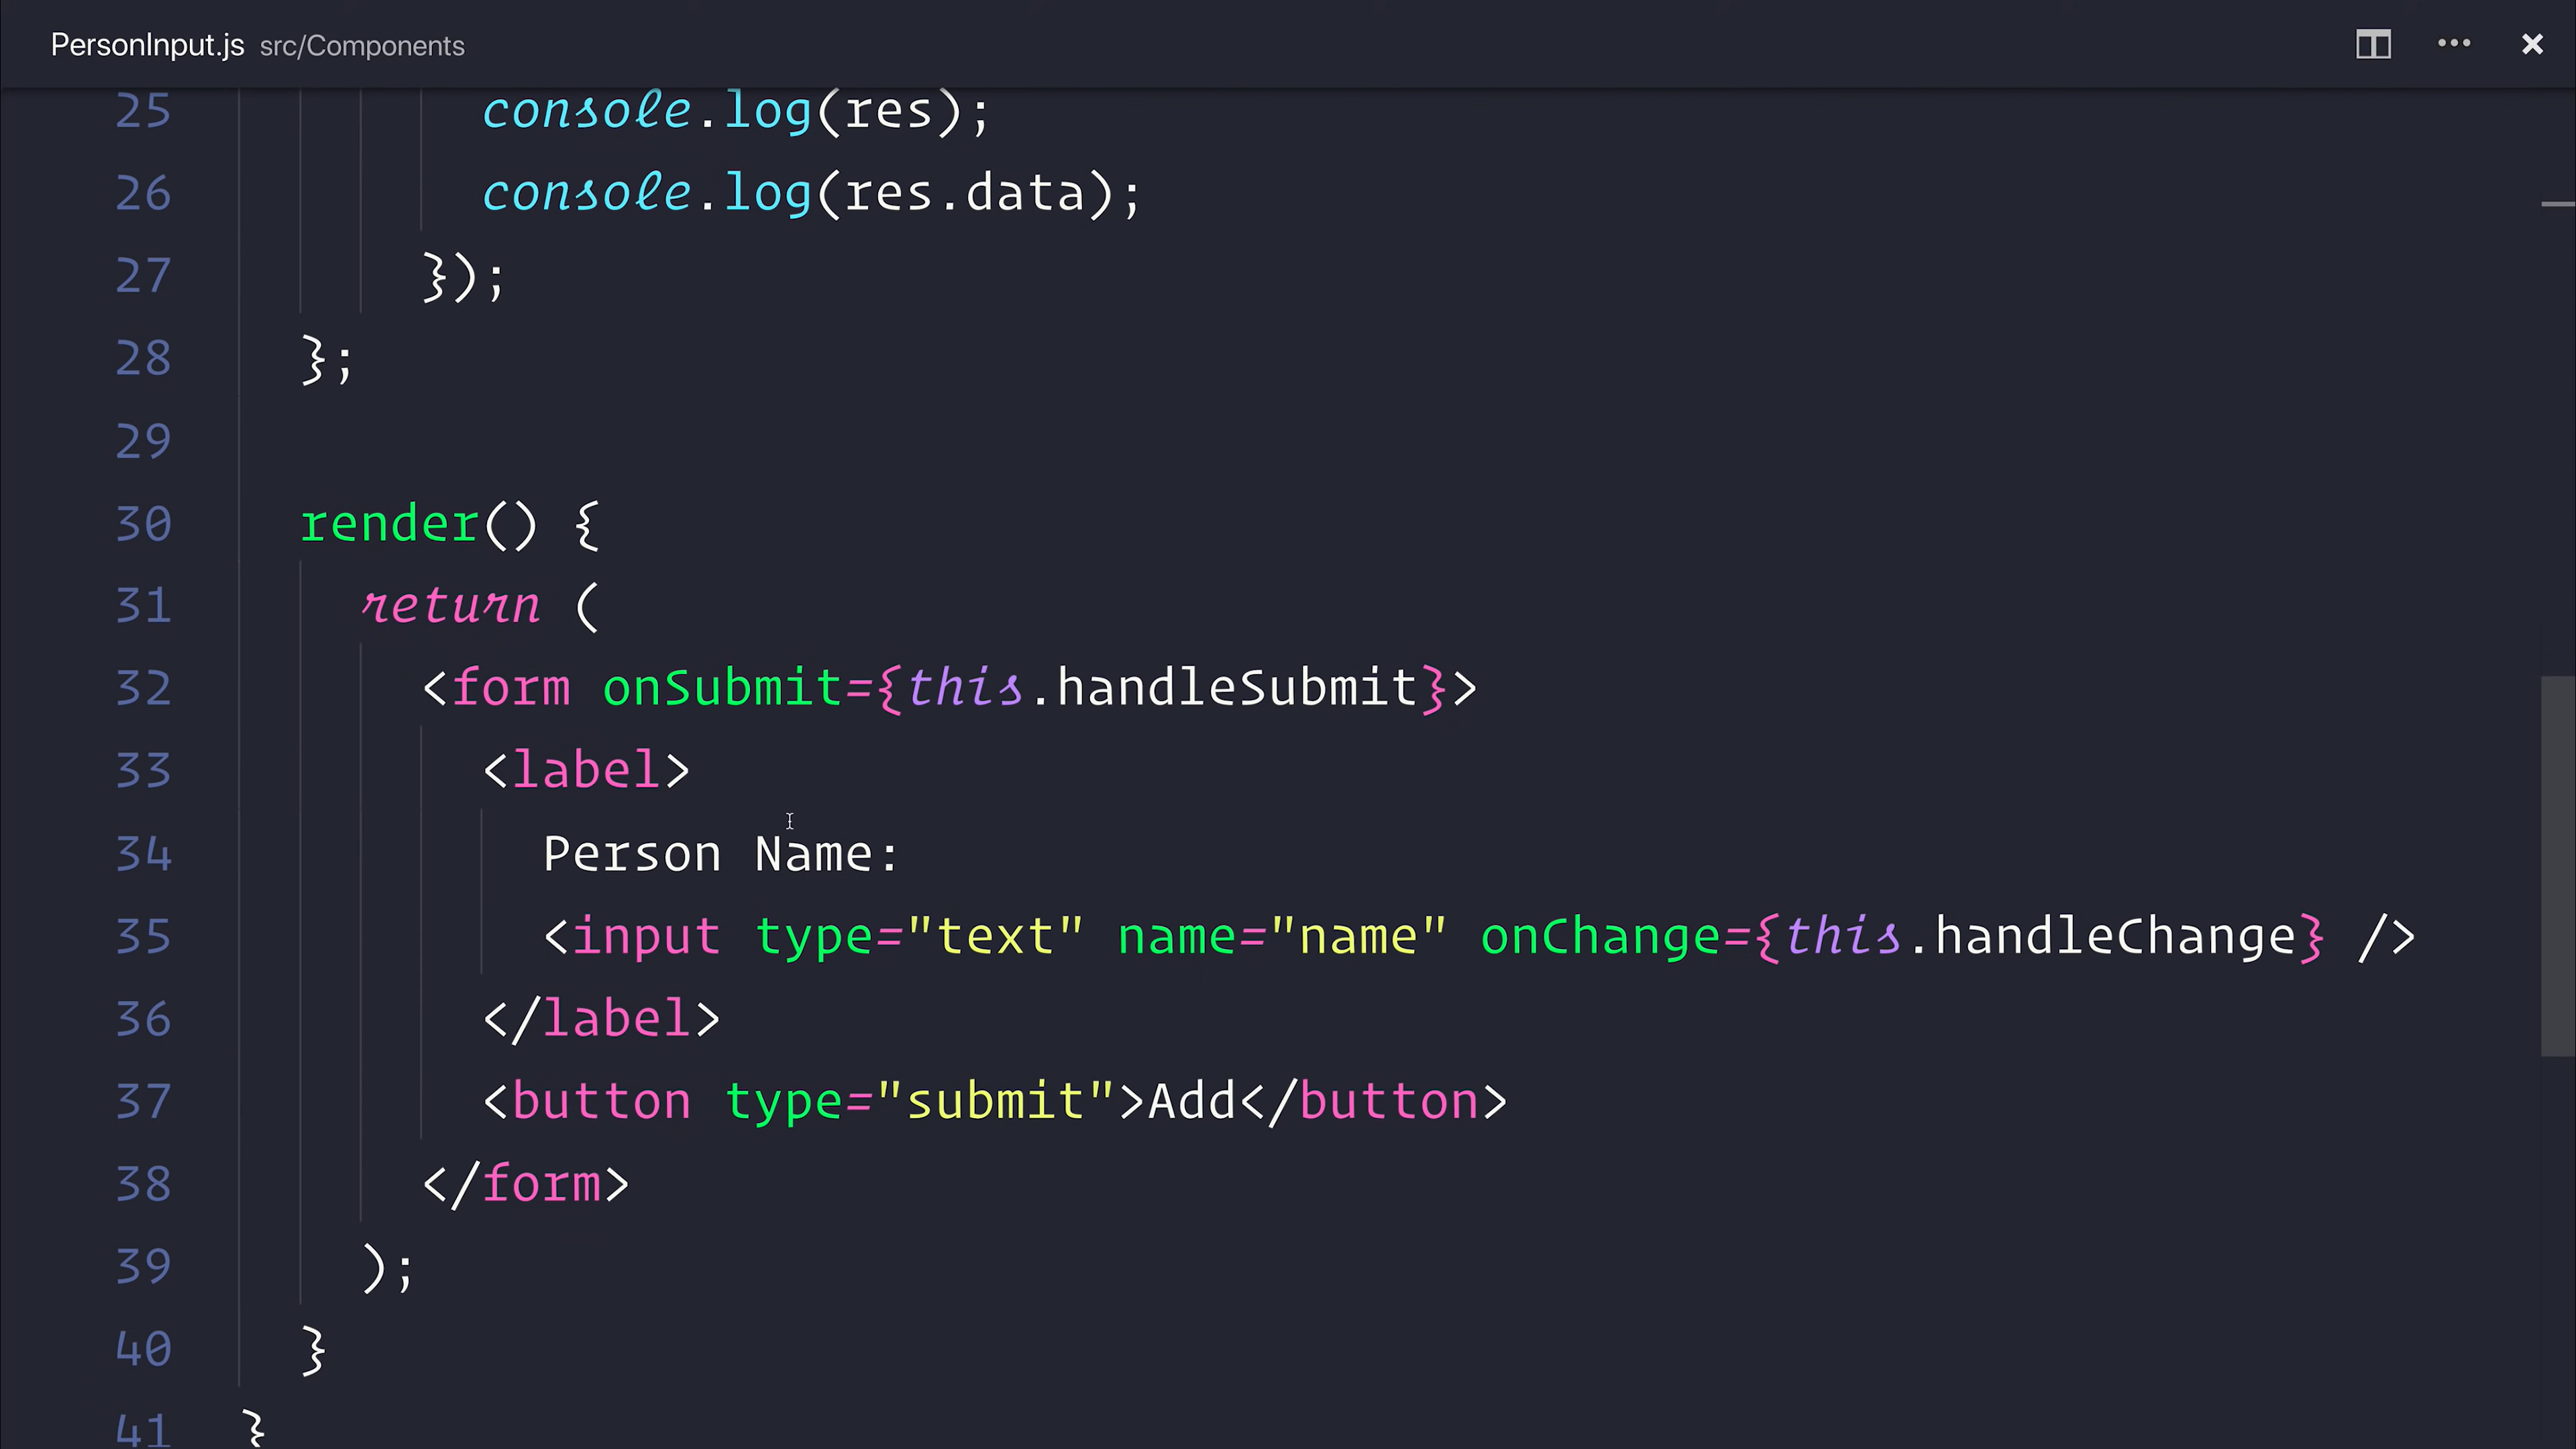 PersonInput.js src/Components
25 console.log(res);
26 console.log(res.data);
27 });
28 };
29
30 render() {
31 return (
32 <form onSubmit={this.handleSubmit}>
33 <label>
34 Person Name:
35 <input type="text" name="name" onChange={this.handleChange} />
36 </label>
37 <button type="submit">Add</button>
38 </form>
39 );
40 }
41 }